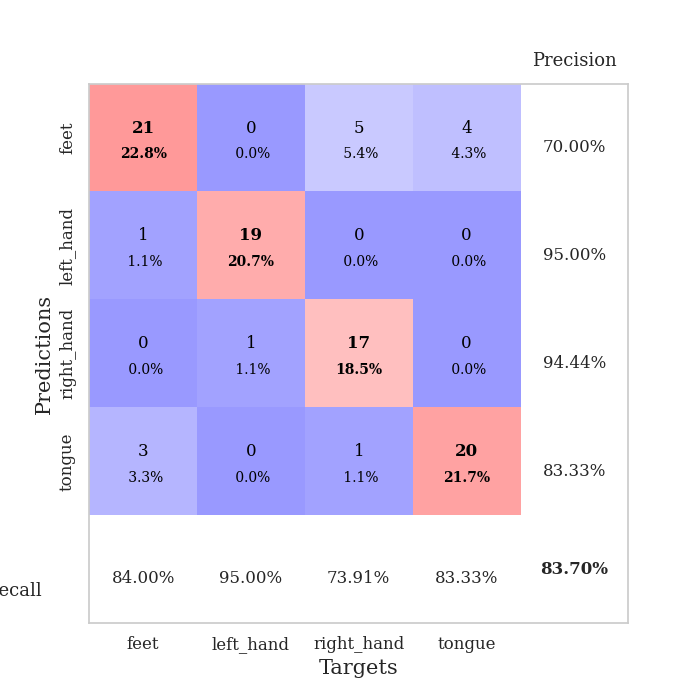 Precision
feet 21 0 5 4 70.00%
22.8% 0.0% 5.4% 4.3%
left_hand 1 19 0 0 95.00%
1.1% 20.7% 0.0% 0.0%
right_hand 0 1 17 0 94.44%
0.0% 1.1% 18.5% 0.0%
tongue 3 0 1 20 83.33%
3.3% 0.0% 1.1% 21.7%
Predictions
ecall 84.00% 95.00% 73.91% 83.33% 83.70%
feet left_hand right_hand tongue
Targets